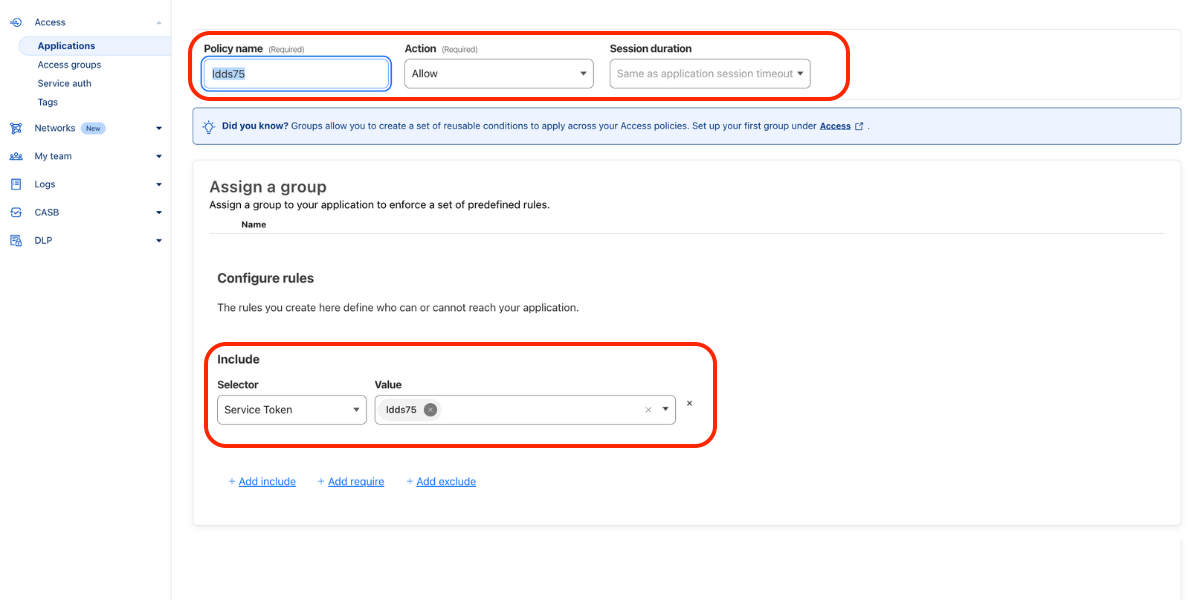 Access
Applications
Access groups
Service auth
Tags
Networks New
My team
Logs
CASB
DLP
Policy name (Required)
ldds75
Action (Required)
Allow
Session duration
Same as application session timeout
Did you know? Groups allow you to create a set of reusable conditions to apply across your Access policies. Set up your first group under Access .
Assign a group
Assign a group to your application to enforce a set of predefined rules.
Name
Configure rules
The rules you create here define who can or cannot reach your application.
Include
Selector Value
Service Token ldds75
+ Add include + Add require + Add exclude